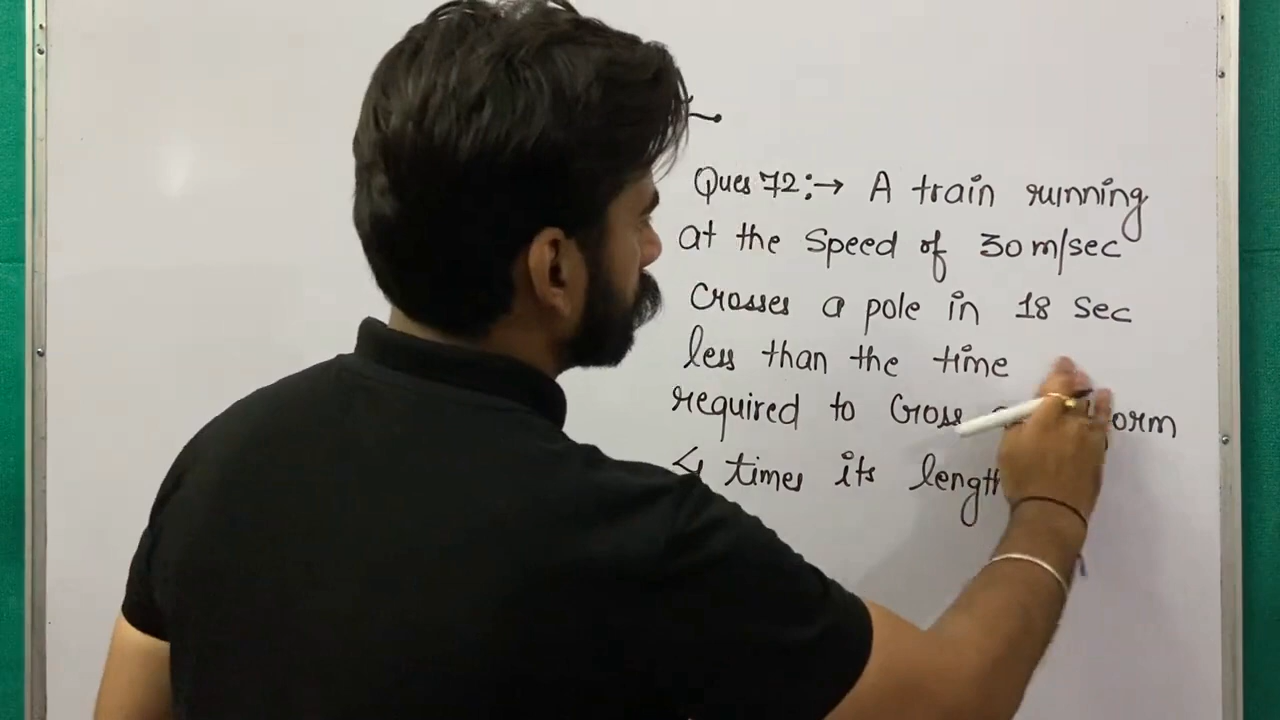 Ques 72:→ A train running
at the Speed of 30 m/sec
Crosses a pole in 18 Sec
less than the time
required to Cross
4 times its length